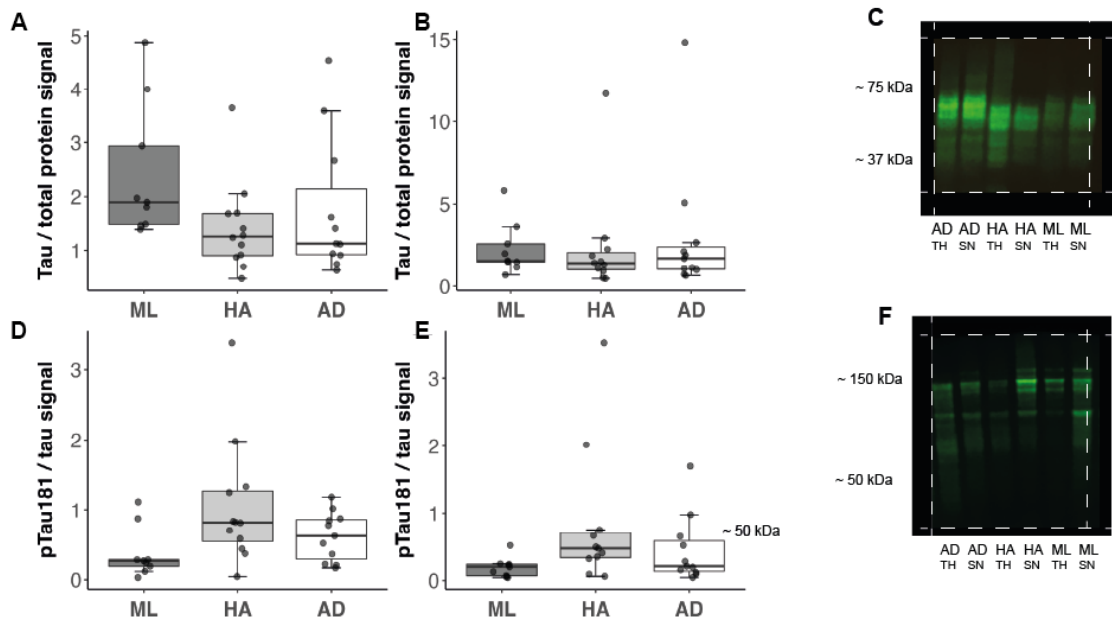 A
Tau / total protein signal
5
4
3
2
1
ML HA AD
B
Tau / total protein signal
15
10
5
0
ML HA AD
C
~ 75 kDa
~ 37 kDa
AD AD HA HA ML ML
TH SN TH SN TH SN
D
pTau181 / tau signal
3
2
1
0
ML HA AD
E
pTau181 / tau signal
3
2
1
0
~ 50 kDa
ML HA AD
F
~ 150 kDa
~ 50 kDa
AD AD HA HA ML ML
TH SN TH SN TH SN